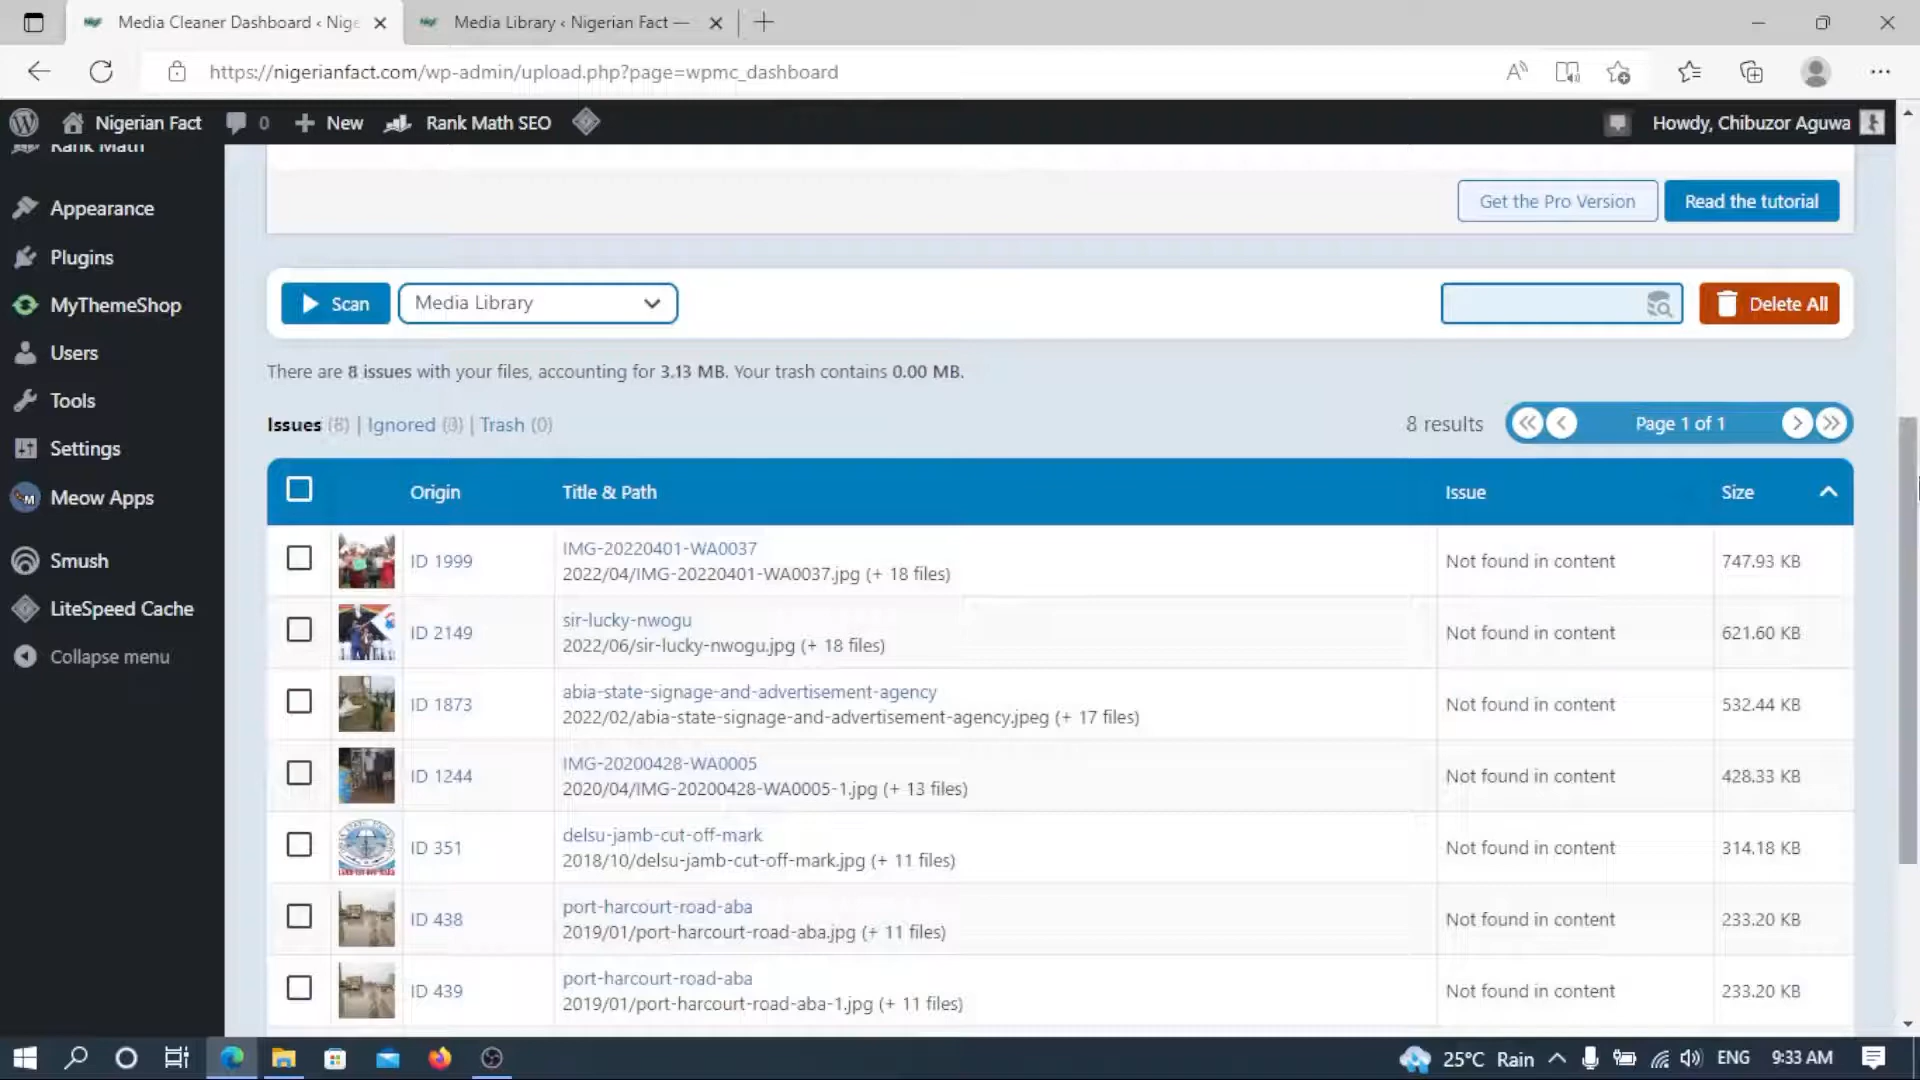 Media Cleaner Dashboard ‹ Nige
Media Library ‹ Nigerian Fact —
https://nigerianfact.com/wp-admin/upload.php?page=wpmc_dashboard
Nigerian Fact
0
New
Rank Math SEO
Howdy, Chibuzor Aguwa
Rank Math
Appearance
Plugins
MyThemeShop
Users
Tools
Settings
Meow Apps
Smush
LiteSpeed Cache
Collapse menu
Get the Pro Version
Read the tutorial
Scan
Media Library
Delete All
There are 8 issues with your files, accounting for 3.13 MB. Your trash contains 0.00 MB.
Issues (8) | Ignored (3) | Trash (0)
8 results
Page 1 of 1
Origin Title & Path Issue Size
ID 1999
IMG-20220401-WA0037
2022/04/IMG-20220401-WA0037.jpg (+ 18 files)
Not found in content
747.93 KB
ID 2149
sir-lucky-nwogu
2022/06/sir-lucky-nwogu.jpg (+ 18 files)
Not found in content
621.60 KB
ID 1873
abia-state-signage-and-advertisement-agency
2022/02/abia-state-signage-and-advertisement-agency.jpeg (+ 17 files)
Not found in content
532.44 KB
ID 1244
IMG-20200428-WA0005
2020/04/IMG-20200428-WA0005-1.jpg (+ 13 files)
Not found in content
428.33 KB
ID 351
delsu-jamb-cut-off-mark
2018/10/delsu-jamb-cut-off-mark.jpg (+ 11 files)
Not found in content
314.18 KB
ID 438
port-harcourt-road-aba
2019/01/port-harcourt-road-aba.jpg (+ 11 files)
Not found in content
233.20 KB
ID 439
port-harcourt-road-aba
2019/01/port-harcourt-road-aba-1.jpg (+ 11 files)
Not found in content
233.20 KB
25°C Rain
ENG
9:33 AM